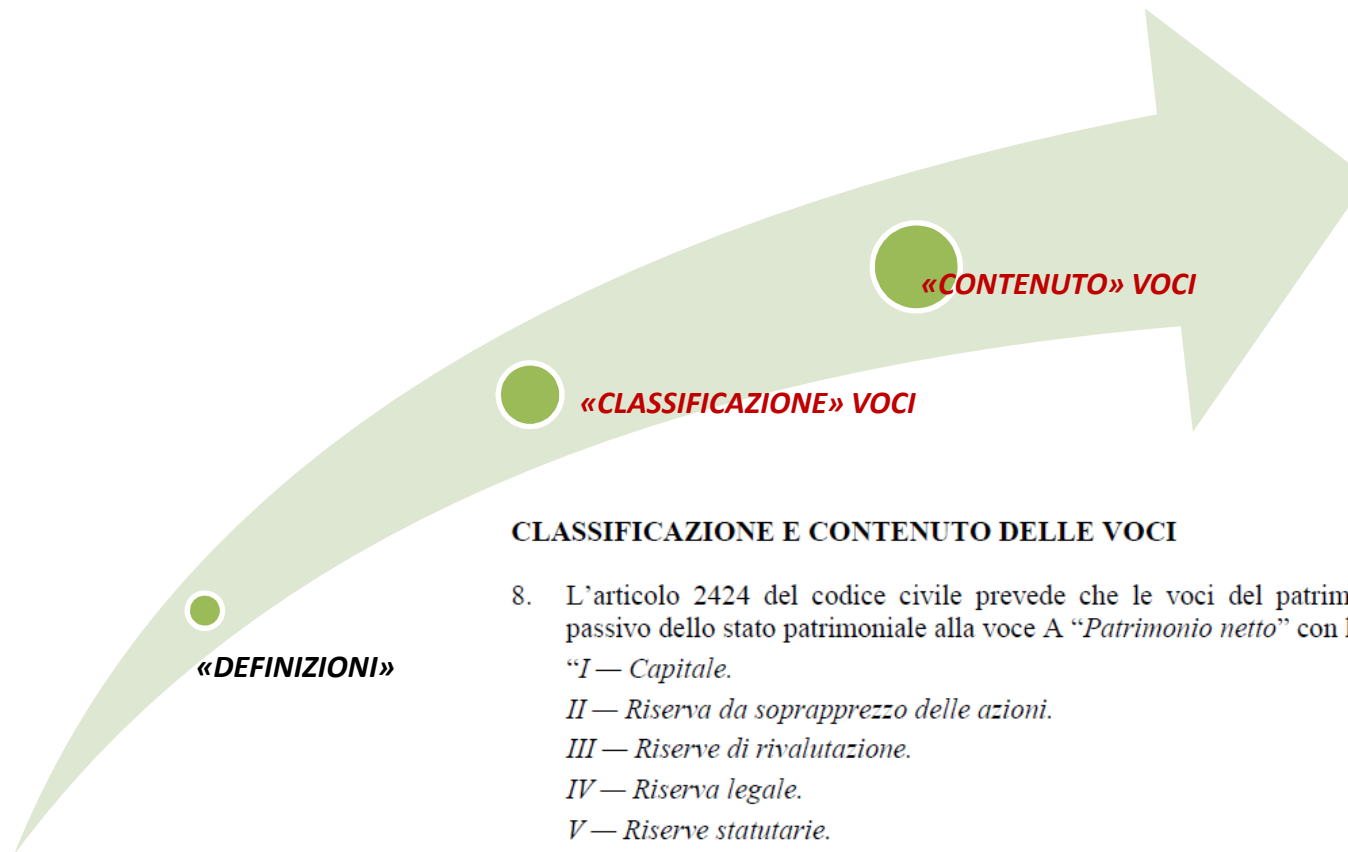 «CONTENUTO» VOCI
«CLASSIFICAZIONE» VOCI
«DEFINIZIONI»
CLASSIFICAZIONE E CONTENUTO DELLE VOCI
8. L’articolo 2424 del codice civile prevede che le voci del
passivo dello stato patrimoniale alla voce A “Patrimonio netto” con
“I — Capitale.
II — Riserva da soprapprezzo delle azioni.
III — Riserve di rivalutazione.
IV — Riserva legale.
V — Riserve statutarie.